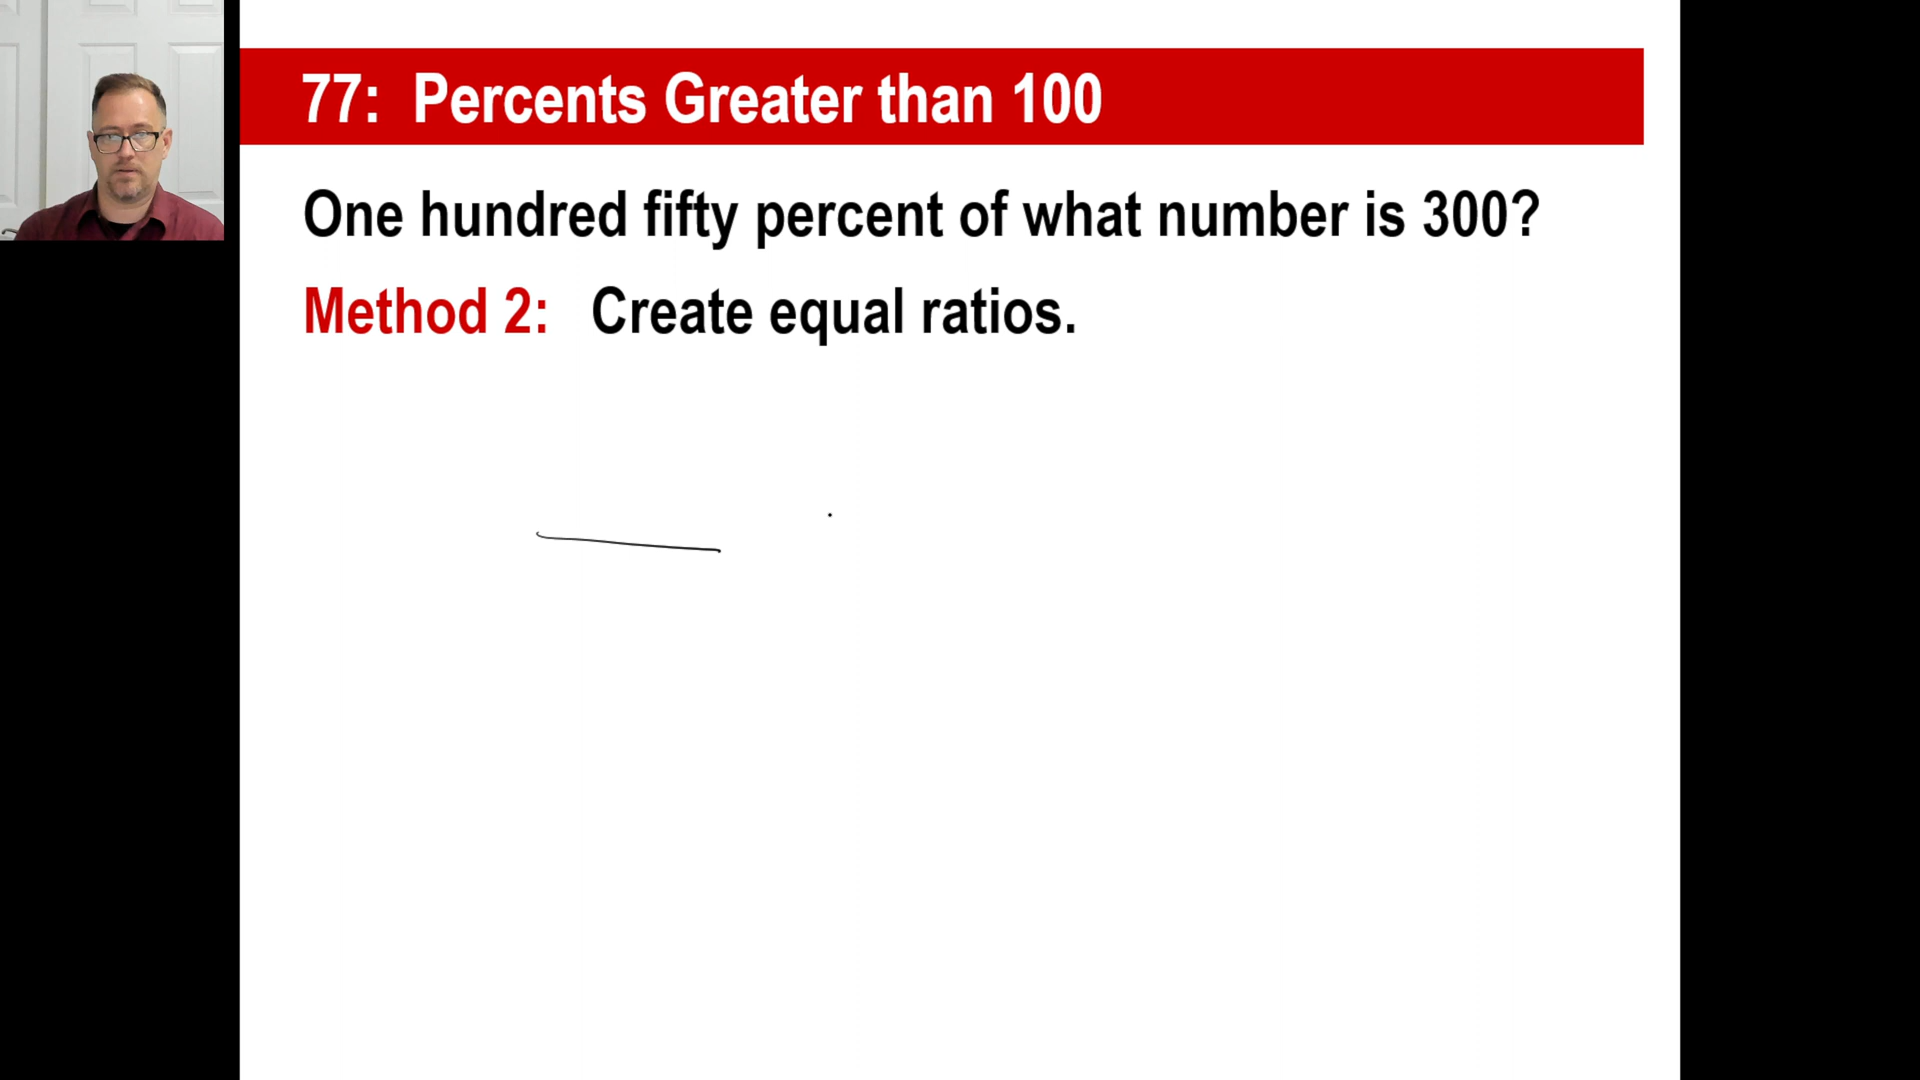 77: Percents Greater than 100
One hundred fifty percent of what number is 300?
Method 2: Create equal ratios.